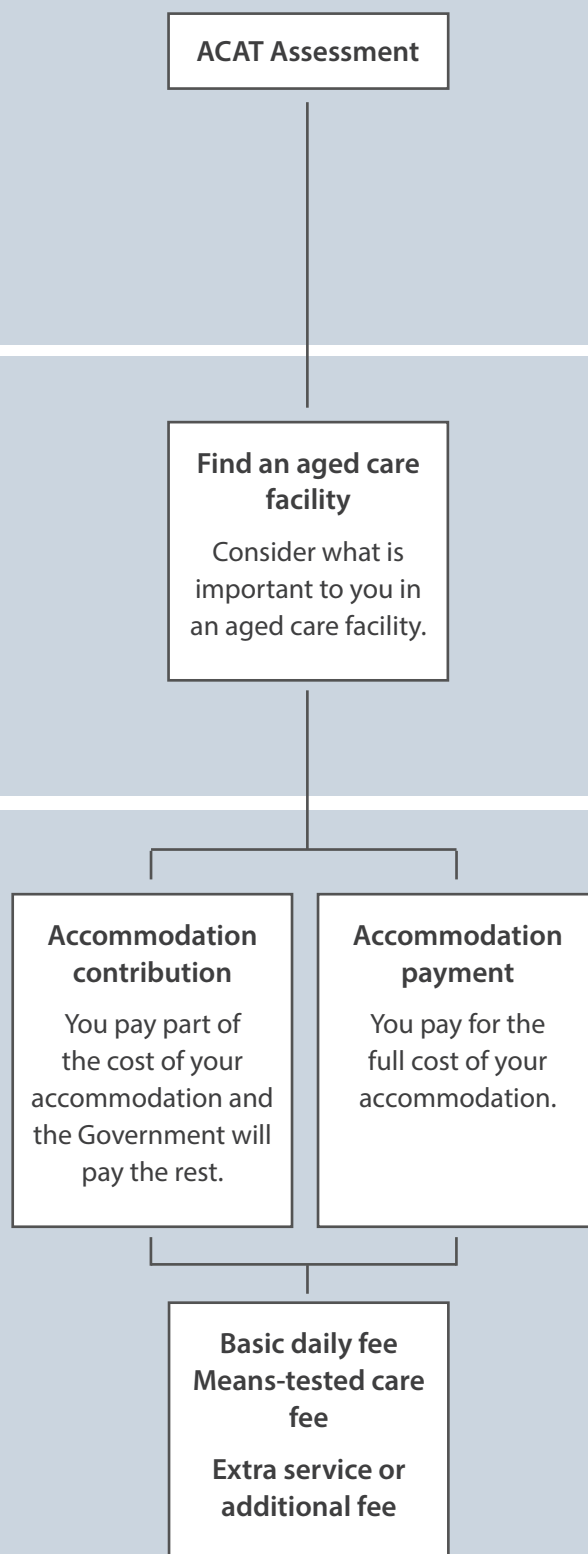 ACAT Assessment
Find an aged care
facility
Consider what is
important to you in
an aged care facility.
Accommodation
contribution
You pay part of
the cost of your
accommodation and
the Government will
pay the rest.
Accommodation
payment
You pay for the
full cost of your
accommodation.
Basic daily fee
Means-tested care
fee
Extra service or
additional fee